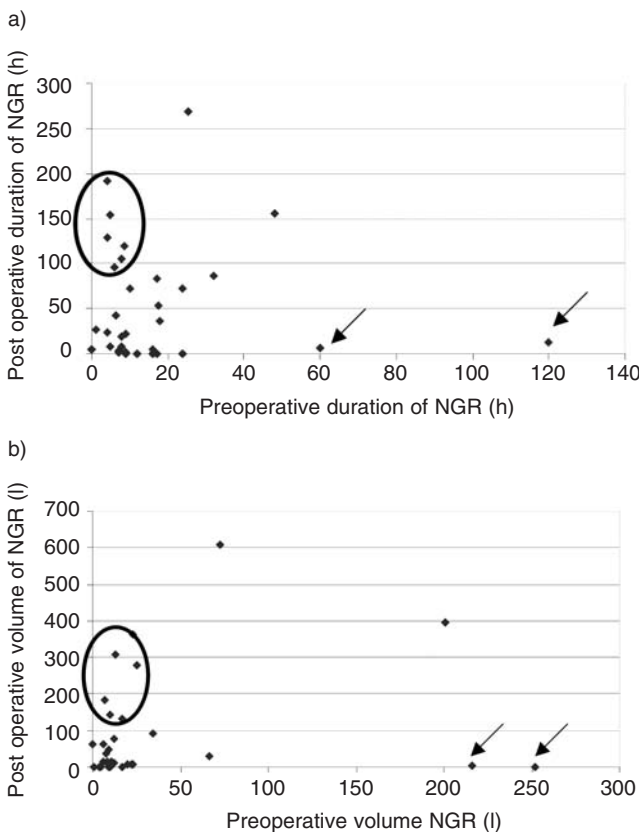 a)
Post operative duration of NGR (h)
300
250
200
150
100
50
0
0 20 40 60 80 100 120 140
Preoperative duration of NGR (h)
b)
Post operative volume of NGR (l)
700
600
500
400
300
200
100
0
0 50 100 150 200 250 300
Preoperative volume NGR (l)